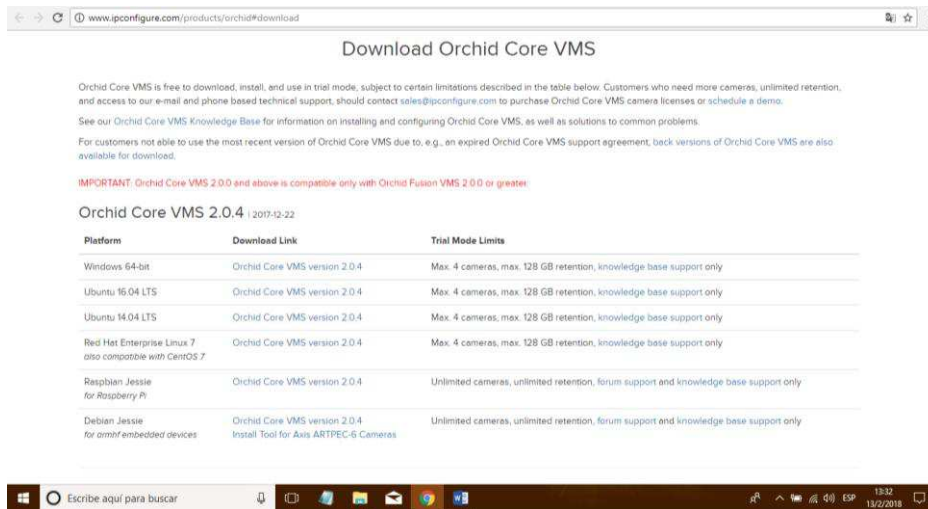 www.ipconfigure.com/products/orchid#download
Download Orchid Core VMS
Orchid Core VMS is free to download, install, and use in trial mode, subject to certain limitations described in the table below. Customers who need more cameras, unlimited retention,
and access to our e-mail and phone based technical support, should contact sales@ipconfigure.com to purchase Orchid Core VMS camera licenses or schedule a demo.
See our Orchid Core VMS Knowledge Base for information on installing and configuring Orchid Core VMS, as well as solutions to common problems.
For customers not able to use the most recent version of Orchid Core VMS due to, e.g., an expired Orchid Core VMS support agreement, back versions of Orchid Core VMS are also
available for download.
IMPORTANT: Orchid Core VMS 2.0.0 and above is compatible only with Orchid Fusion VMS 2.0.0 or greater.
Orchid Core VMS 2.0.4 | 2017-12-22
Platform Download Link Trial Mode Limits
Windows 64-bit Orchid Core VMS version 2.0.4 Max. 4 cameras, max. 128 GB retention, knowledge base support only
Ubuntu 16.04 LTS Orchid Core VMS version 2.0.4 Max. 4 cameras, max. 128 GB retention, knowledge base support only
Ubuntu 14.04 LTS Orchid Core VMS version 2.0.4 Max. 4 cameras, max. 128 GB retention, knowledge base support only
Red Hat Enterprise Linux 7 Orchid Core VMS version 2.0.4 Max. 4 cameras, max. 128 GB retention, knowledge base support only
also compatible with CentOS 7
Raspbian Jessie Orchid Core VMS version 2.0.4 Unlimited cameras, unlimited retention, forum support and knowledge base support only
for Raspberry Pi
Debian Jessie Orchid Core VMS version 2.0.4 Unlimited cameras, unlimited retention, forum support and knowledge base support only
for armhf embedded devices Install Tool for Axis ARTPEC-6 Cameras
Escribe aquí para buscar ESP 13:32
13/2/2018